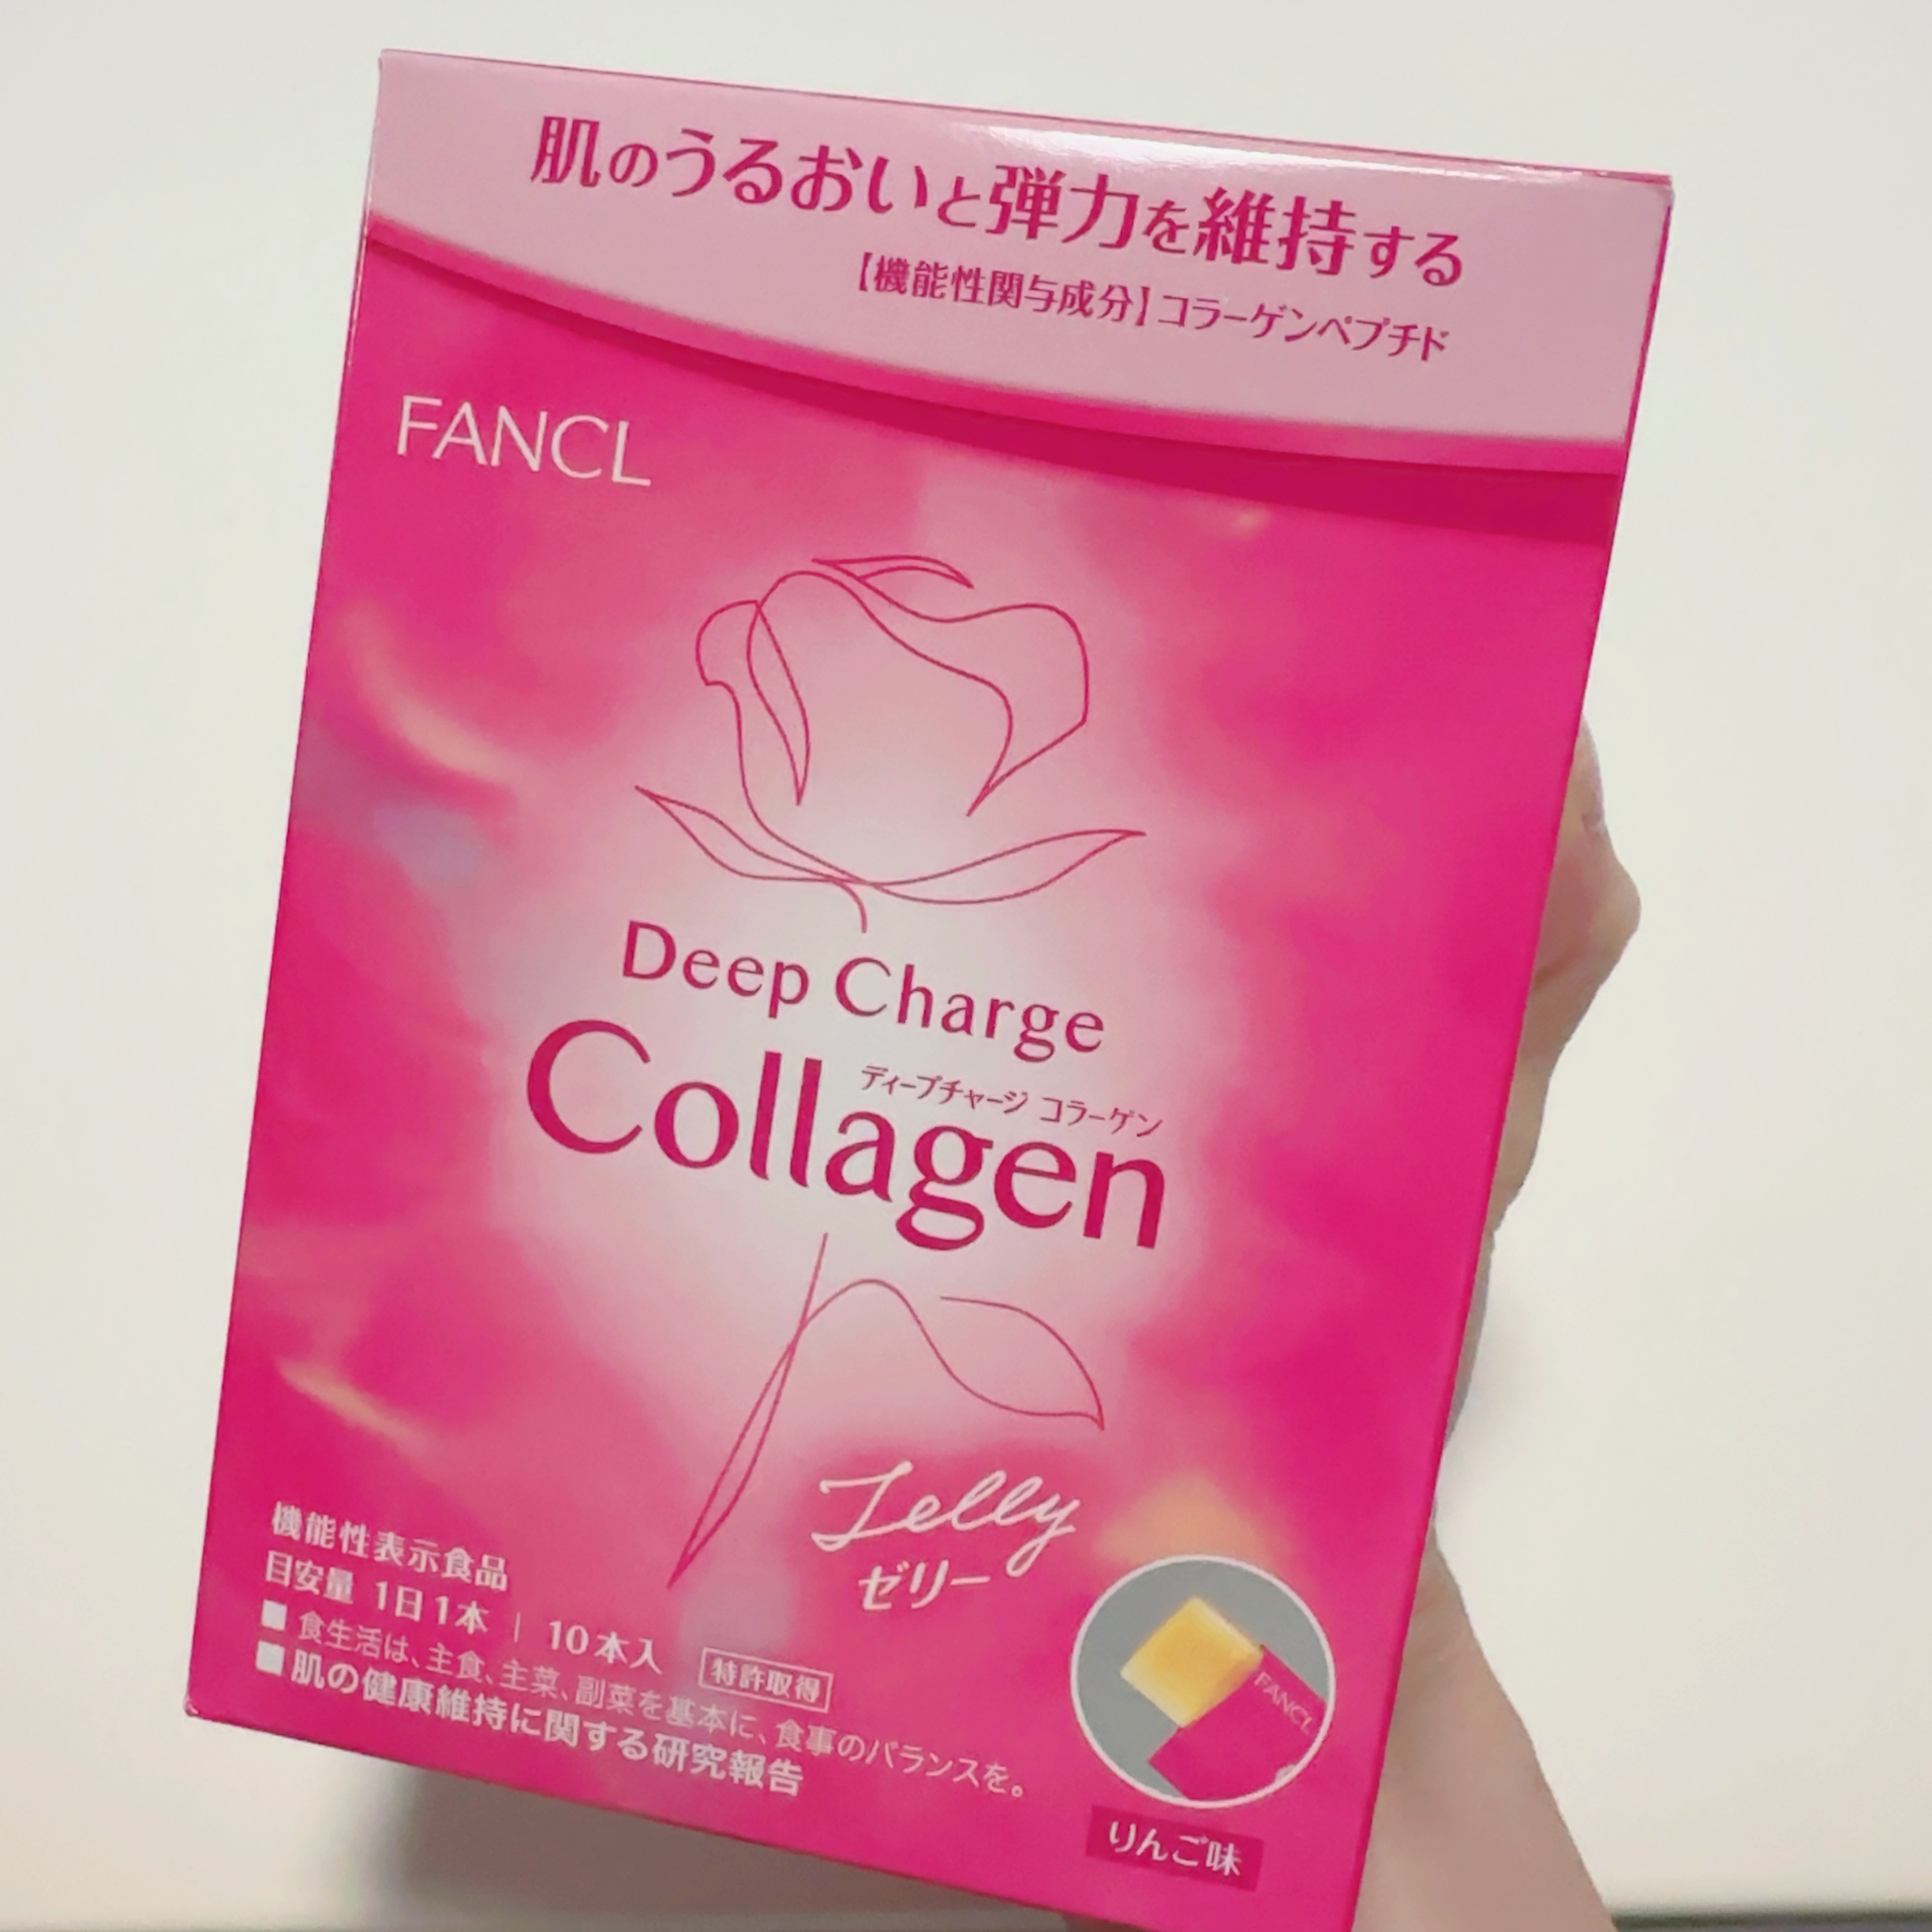 肌のうるおいと弾力を維持する
【機能性関与成分】コラーゲンペプチド
FANCL
Deep Charge
ディープチャージ コラーゲン
Collagen
Jelly
ゼリー
機能性表示食品
目安量 1日1本 | 10本入 特許取得
■ 食生活は、主食、主菜、副菜を基本に、食事のバランスを。
■ 肌の健康維持に関する研究報告
FANCL
りんご味